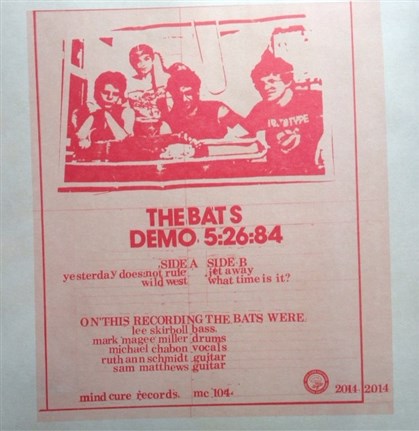 PROTOTYPE
THE BATS
DEMO 5:26:84
SIDE A SIDE B
yesterday does not rule jet away
wild west what time is it?
ON THIS RECORDING THE BATS WERE.
lee skirboll bass.
mark magee miller drums
michael chabon vocals
ruth ann schmidt guitar
sam matthews guitar
mind cure records. mc 104. 2014-2014